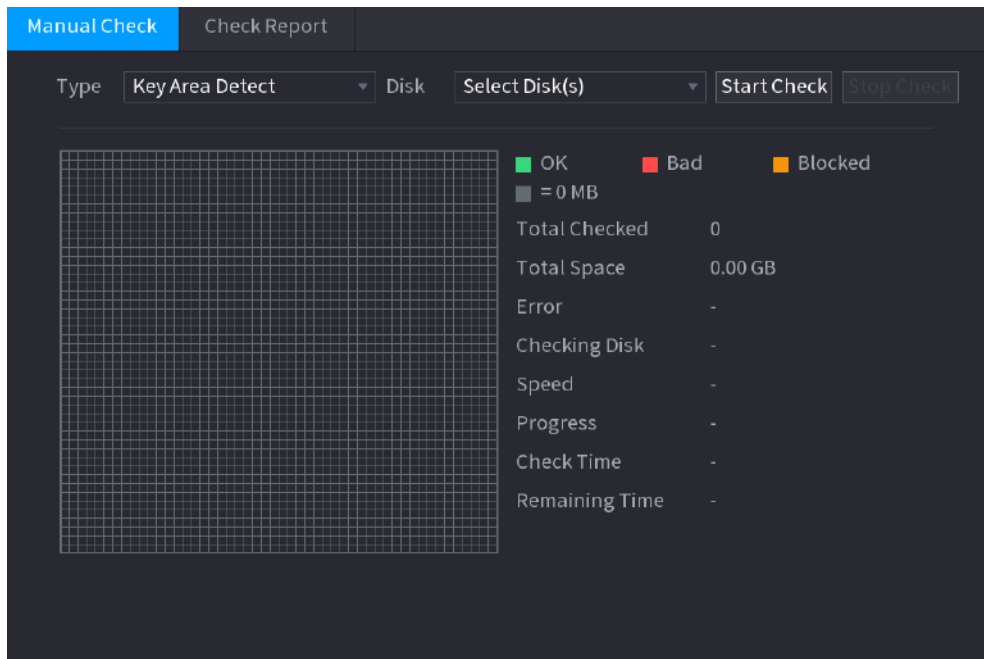 Manual Check Check Report
Type Key Area Detect Disk Select Disk(s) Start Check Stop Check
OK Bad Blocked
= 0 MB
Total Checked 0
Total Space 0.00 GB
Error -
Checking Disk -
Speed -
Progress -
Check Time -
Remaining Time -